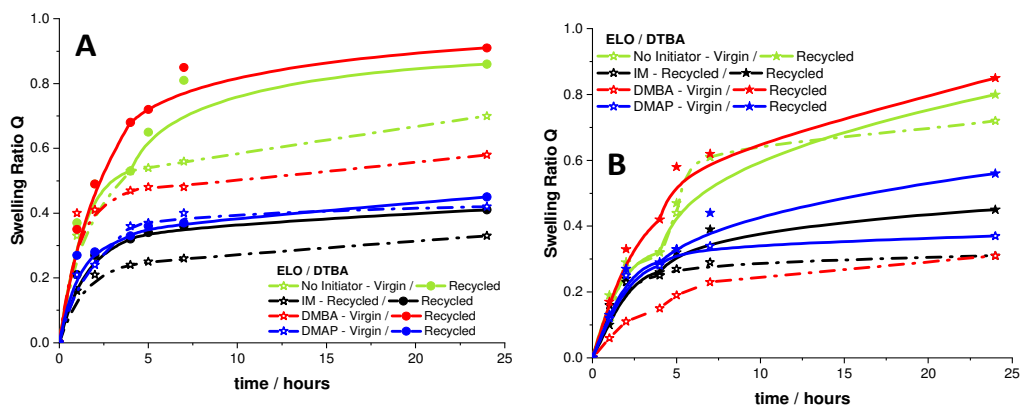 A
1.0
0.8
0.6
0.4
0.2
0.0
Swelling Ratio Q
ELO / DTBA
No Initiator - Virgin / Recycled
IM - Recycled / Recycled
DMBA - Virgin / Recycled
DMAP - Virgin / Recycled
0 5 10 15 20 25
time / hours
1.0
0.8
0.6
0.4
0.2
0.0
Swelling Ratio Q
ELO / DTBA
No Initiator - Virgin / Recycled
IM - Recycled / Recycled
DMBA - Virgin / Recycled
DMAP - Virgin / Recycled
B
0 5 10 15 20 25
time / hours